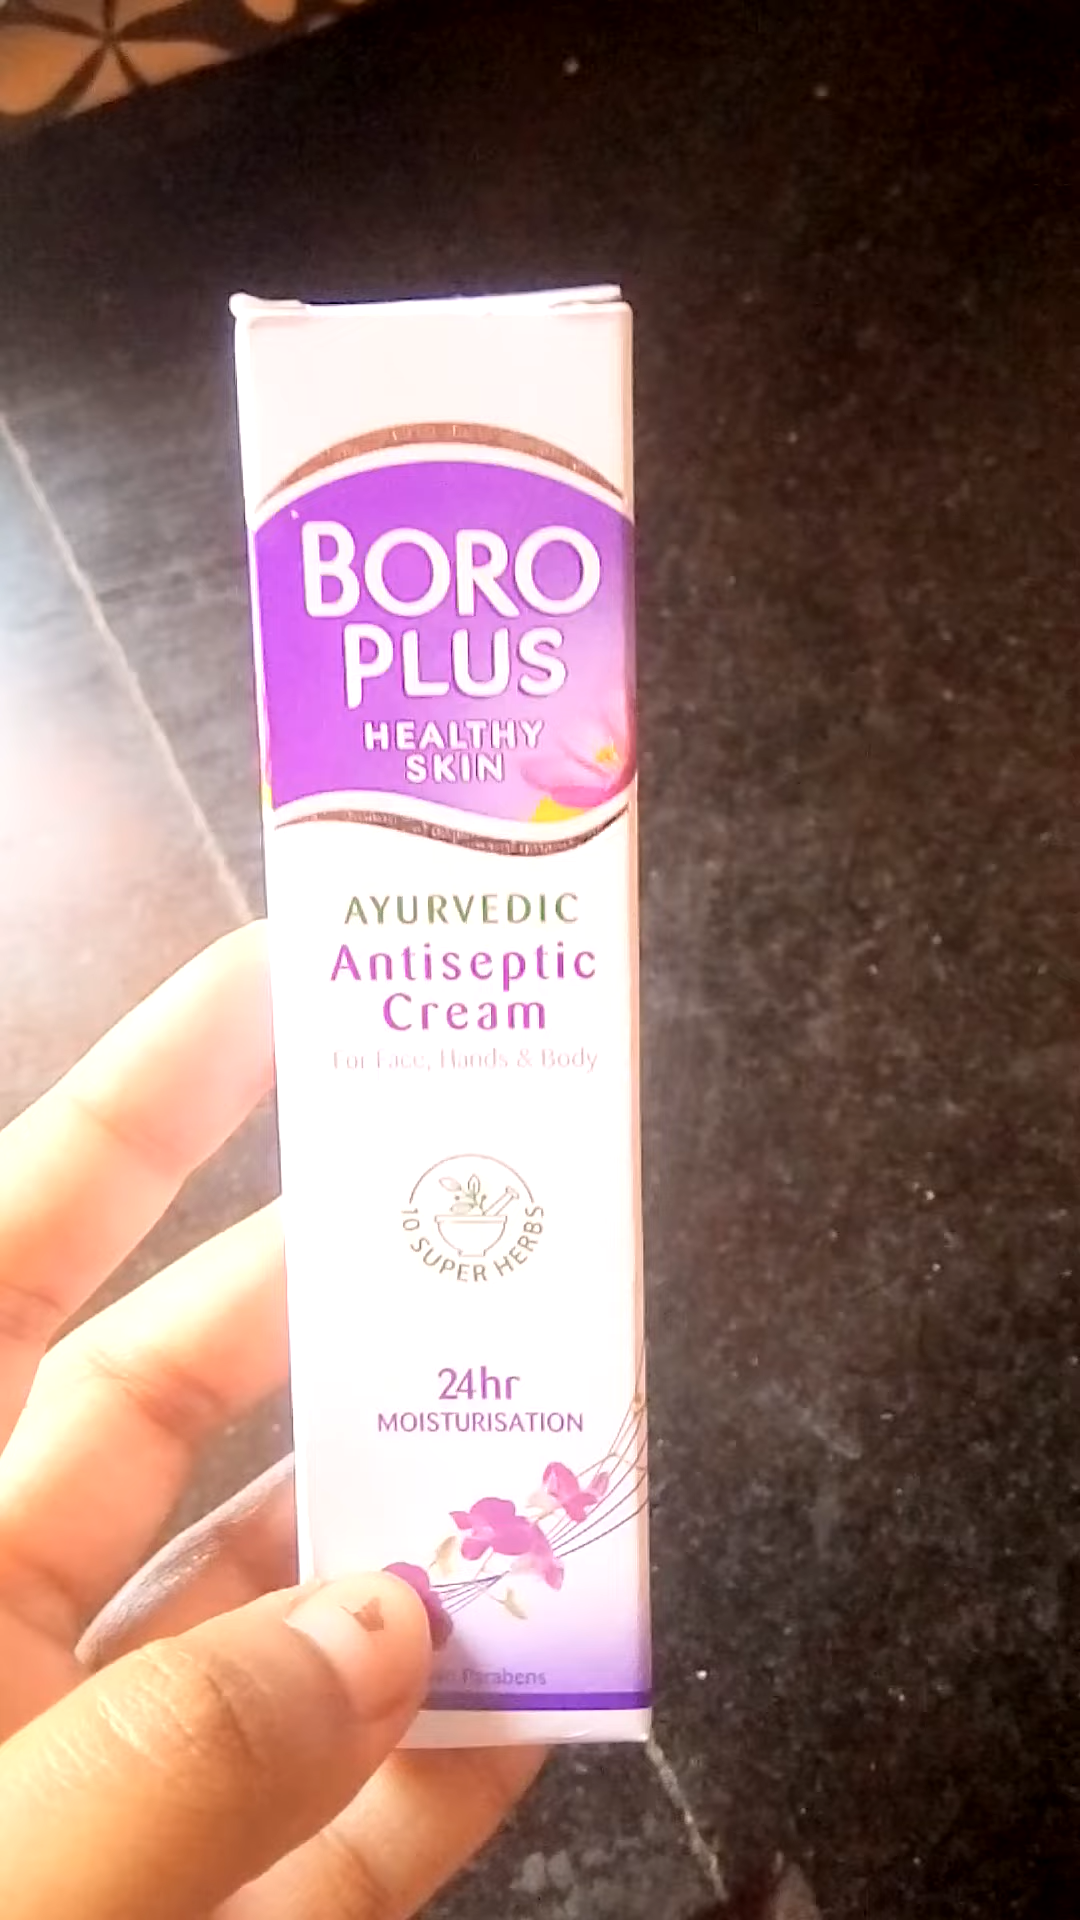 BORO
PLUS
HEALTHY
SKIN
AYURVEDIC
Antiseptic
Cream
For Face, Hands & Body
10 SUPER HERBS
24hr
MOISTURISATION
Parabens